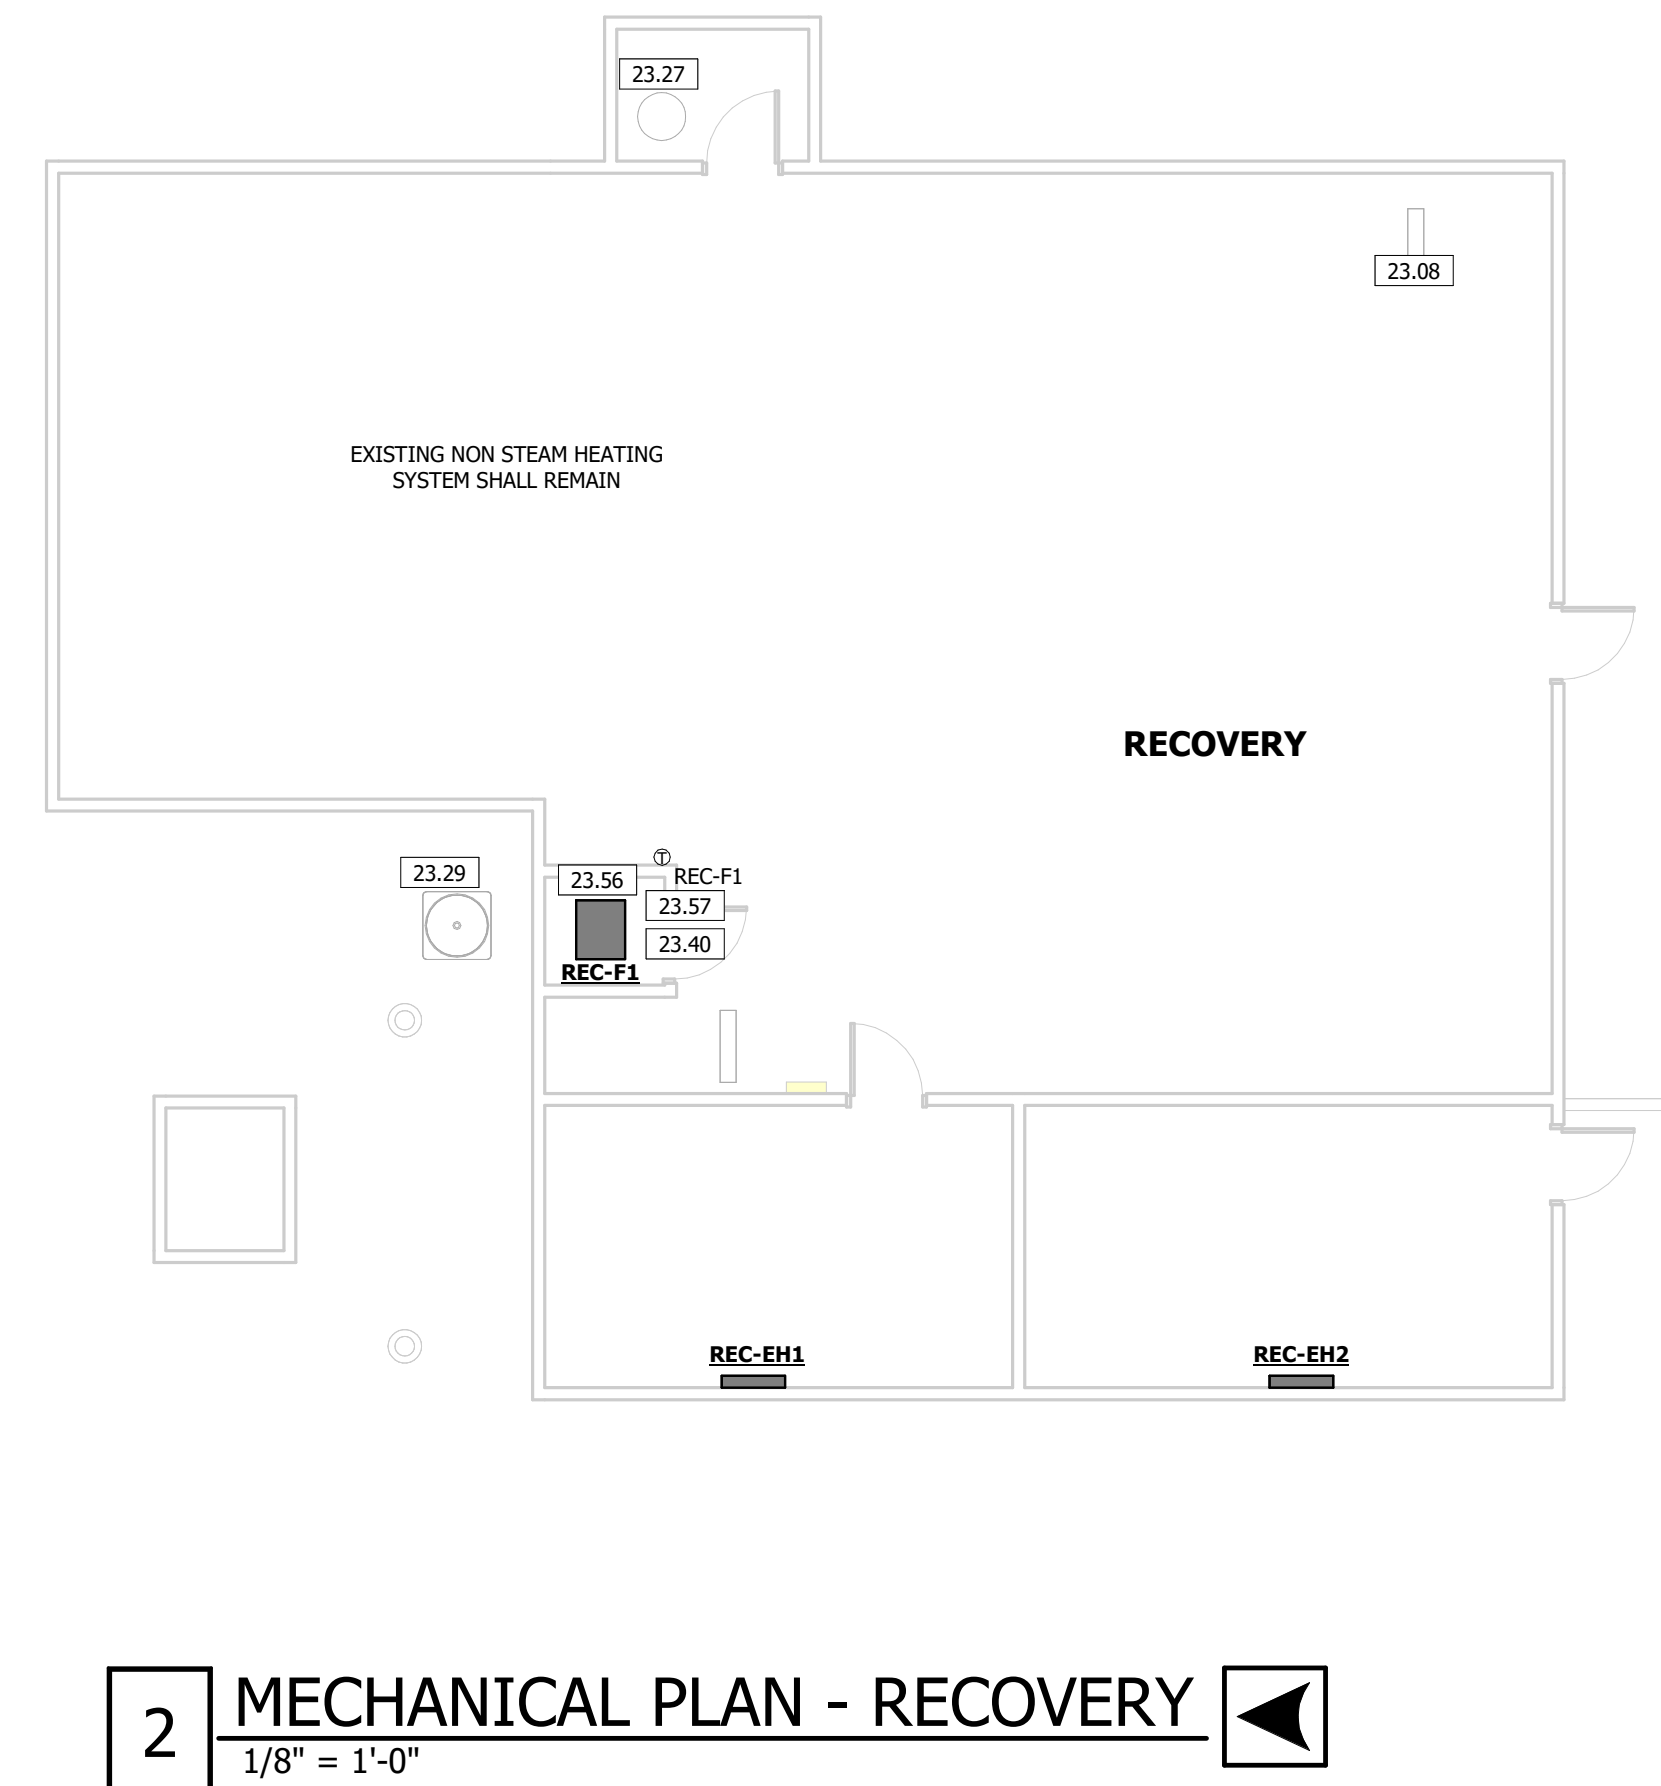 23.27
23.08
EXISTING NON STEAM HEATING
SYSTEM SHALL REMAIN
RECOVERY
T
23.29
23.56
REC-F1
23.57
23.40
REC-F1
REC-EH1
REC-EH2
2
MECHANICAL PLAN - RECOVERY
1/8" = 1'-0"